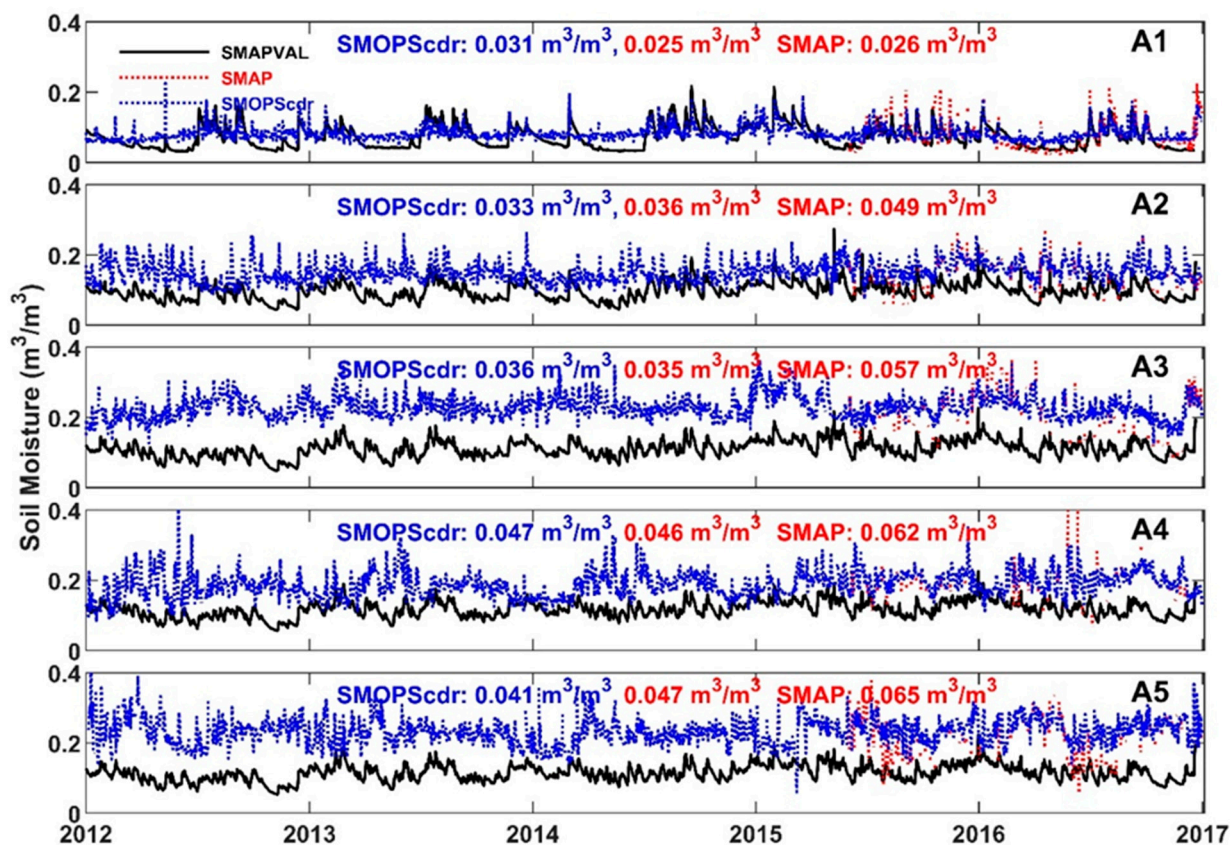 0.4
SMAPVAL
SMAP
SMOPScdr
SMOPScdr: 0.031 m³/m³, 0.025 m³/m³ SMAP: 0.026 m³/m³
A1
0.2
0
0.4
SMOPScdr: 0.033 m³/m³, 0.036 m³/m³ SMAP: 0.049 m³/m³
A2
0.2
0
0.4
SMOPScdr: 0.036 m³/m³, 0.035 m³/m³ SMAP: 0.057 m³/m³
A3
0.2
0
0.4
SMOPScdr: 0.047 m³/m³, 0.046 m³/m³ SMAP: 0.062 m³/m³
A4
0.2
0
0.4
SMOPScdr: 0.041 m³/m³, 0.047 m³/m³ SMAP: 0.065 m³/m³
A5
0.2
0
Soil Moisture (m³/m³)
2012 2013 2014 2015 2016 2017